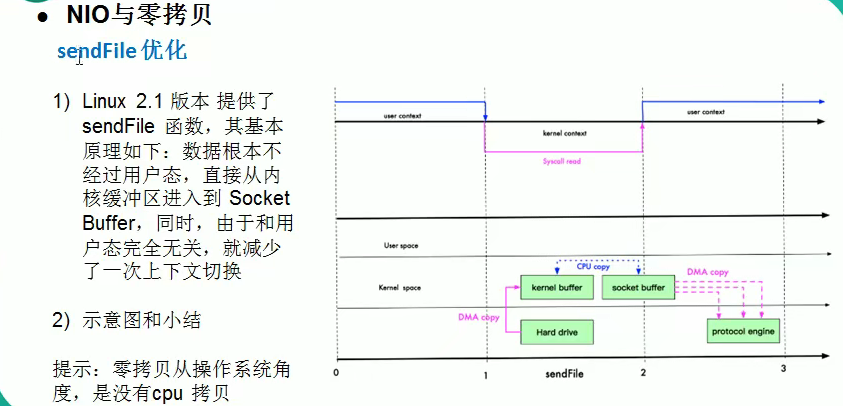 NIO与零拷贝
sendFile 优化
1) Linux 2.1 版本 提供了
sendFile 函数，其基本
原理如下：数据根本不
经过用户态，直接从内
核缓冲区进入到 Socket
Buffer，同时，由于和用
户态完全无关，就减少
了一次上下文切换
2) 示意图和小结
提示：零拷贝从操作系统角
度，是没有cpu 拷贝
user context
user context
kernel context
Syscall read
User space
CPU copy
DMA copy
Kernel space
kernel buffer
socket buffer
DMA copy
Hard drive
protocol engine
0
1
sendFile
2
3